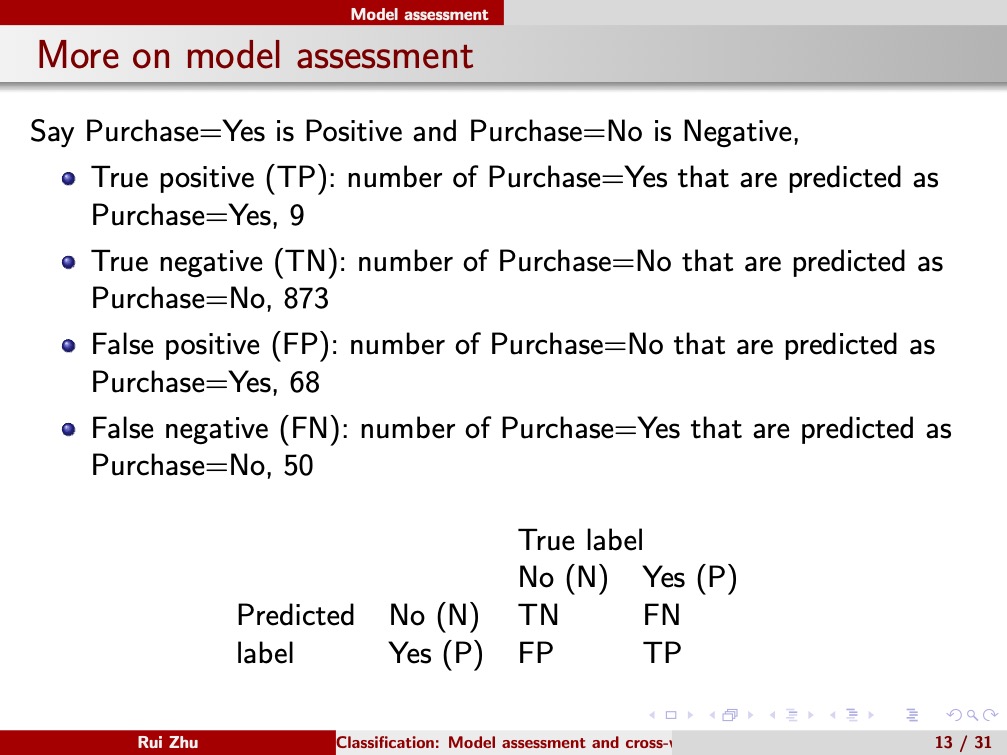 Model assessment
More on model assessment
Say Purchase=Yes is Positive and Purchase=No is Negative,
True positive (TP): number of Purchase=Yes that are predicted as
Purchase=Yes, 9
True negative (TN): number of Purchase=No that are predicted as
Purchase=No, 873
False positive (FP): number of Purchase=No that are predicted as
Purchase=Yes, 68
False negative (FN): number of Purchase=Yes that are predicted as
Purchase=No, 50
True label
No (N) Yes (P)
Predicted No (N) TN FN
label Yes (P) FP TP
Rui Zhu Classification: Model assessment and cross- 13 / 31